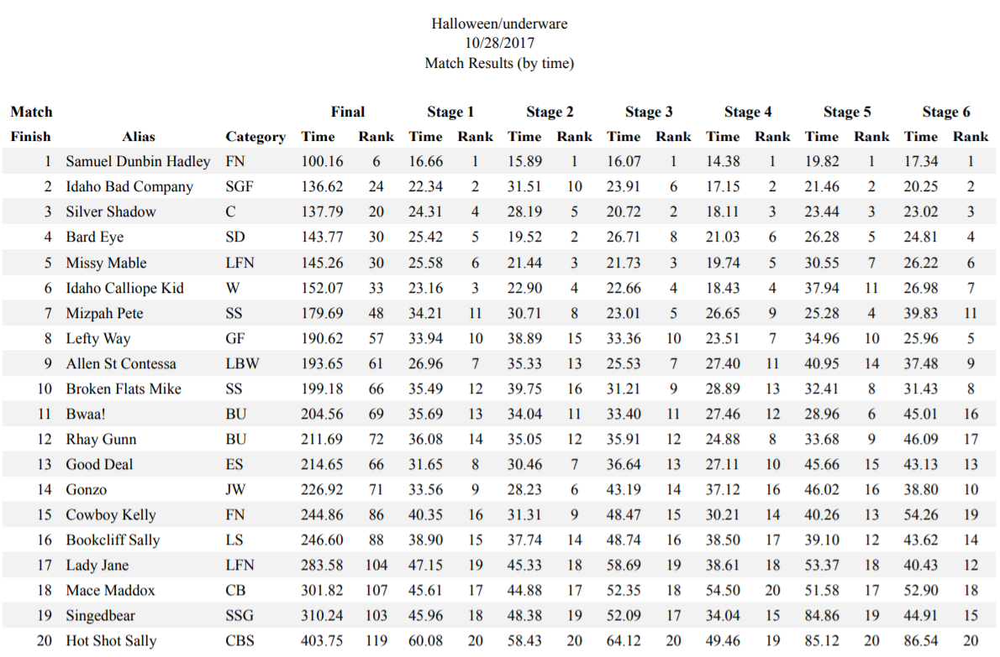 Halloween/underware
10/28/2017
Match Results (by time)
Match Final Stage 1 Stage 2 Stage 3 Stage 4 Stage 5 Stage 6
Finish Alias Category Time Rank Time Rank Time Rank Time Rank Time Rank Time Rank Time Rank
1 Samuel Dunbin Hadley FN 100.16 6 16.66 1 15.89 1 16.07 1 14.38 1 19.82 1 17.34 1
2 Idaho Bad Company SGF 136.62 24 22.34 2 31.51 10 23.91 6 17.15 2 21.46 2 20.25 2
3 Silver Shadow C 137.79 20 24.31 4 28.19 5 20.72 2 18.11 3 23.44 3 23.02 3
4 Bard Eye SD 143.77 30 25.42 5 19.52 2 26.71 8 21.03 6 26.28 5 24.81 4
5 Missy Mable LFN 145.26 30 25.58 6 21.44 3 21.73 3 19.74 5 30.55 7 26.22 6
6 Idaho Calliope Kid W 152.07 33 23.16 3 22.90 4 22.66 4 18.43 4 37.94 11 26.98 7
7 Mizpah Pete SS 179.69 48 34.21 11 30.71 8 23.01 5 26.65 9 25.28 4 39.83 11
8 Lefty Way GF 190.62 57 33.94 10 38.89 15 33.36 10 23.51 7 34.96 10 25.96 5
9 Allen St Contessa LBW 193.65 61 26.96 7 35.33 13 25.53 7 27.40 11 40.95 14 37.48 9
10 Broken Flats Mike SS 199.18 66 35.49 12 39.75 16 31.21 9 28.89 13 32.41 8 31.43 8
11 Bwaa! BU 204.56 69 35.69 13 34.04 11 33.40 11 27.46 12 28.96 6 45.01 16
12 Rhay Gunn BU 211.69 72 36.08 14 35.05 12 35.91 12 24.88 8 33.68 9 46.09 17
13 Good Deal ES 214.65 66 31.65 8 30.46 7 36.64 13 27.11 10 45.66 15 43.13 13
14 Gonzo JW 226.92 71 33.56 9 28.23 6 43.19 14 37.12 16 46.02 16 38.80 10
15 Cowboy Kelly FN 244.86 86 40.35 16 31.31 9 48.47 15 30.21 14 40.26 13 54.26 19
16 Bookcliff Sally LS 246.60 88 38.90 15 37.74 14 48.74 16 38.50 17 39.10 12 43.62 14
17 Lady Jane LFN 283.58 104 47.15 19 45.33 18 58.69 19 38.61 18 53.37 18 40.43 12
18 Mace Maddox CB 301.82 107 45.61 17 44.88 17 52.35 18 54.50 20 51.58 17 52.90 18
19 Singedbear SSG 310.24 103 45.96 18 48.38 19 52.09 17 34.04 15 84.86 19 44.91 15
20 Hot Shot Sally CBS 403.75 119 60.08 20 58.43 20 64.12 20 49.46 19 85.12 20 86.54 20